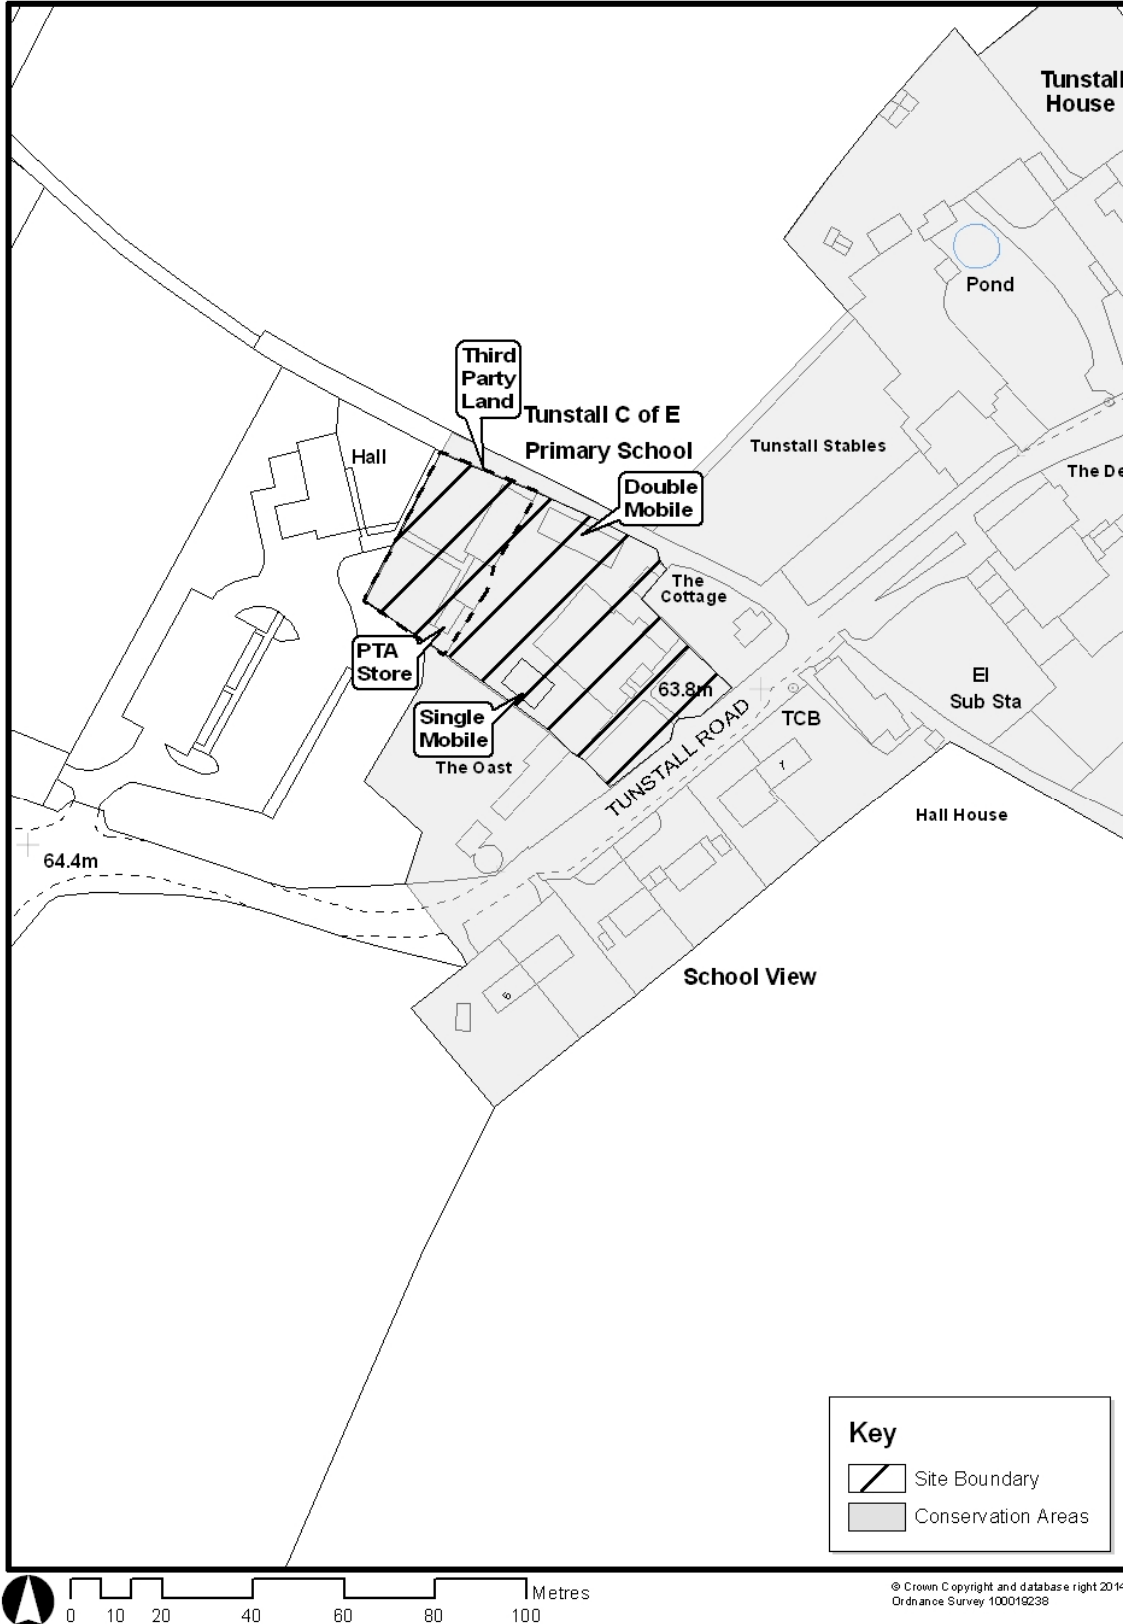 Tunstall
House
Pond
Third
Party
Land
Tunstall C of E
Primary School
Hall
Tunstall Stables
The De
Double
Mobile
The
Cottage
PTA
Store
63.8m
El
Sub Sta
TCB
Single
Mobile
The Oast
TUNSTALL ROAD
7
Hall House
64.4m
School View
6
Key
Site Boundary
Conservation Areas
Metres
0 10 20 40 60 80 100
© Crown Copyright and database right 2014
Ordnance Survey 100019238